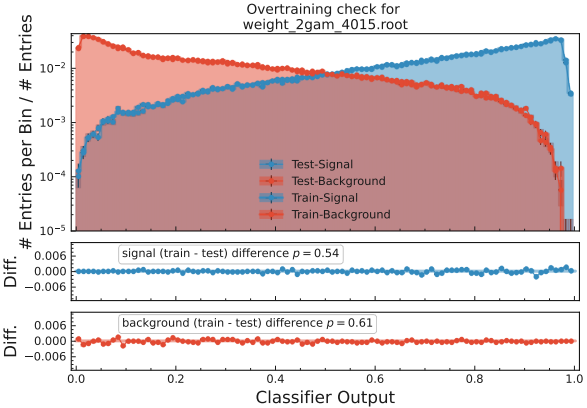 Overtraining check for
weight_2gam_4015.root
# Entries per Bin / # Entries
10⁻²
10⁻³
10⁻⁴
10⁻⁵
Test-Signal
Test-Background
Train-Signal
Train-Background
Diff.
0.006
0.000
−0.006
signal (train - test) difference p = 0.54
Diff.
0.006
0.000
−0.006
background (train - test) difference p = 0.61
0.0 0.2 0.4 0.6 0.8 1.0
Classifier Output